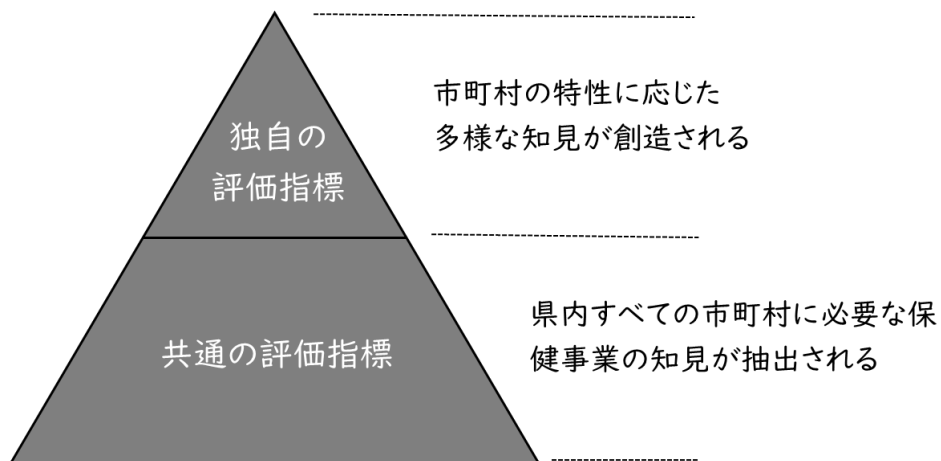 独自の
評価指標
市町村の特性に応じた
多様な知見が創造される
共通の評価指標
県内すべての市町村に必要な保
健事業の知見が抽出される